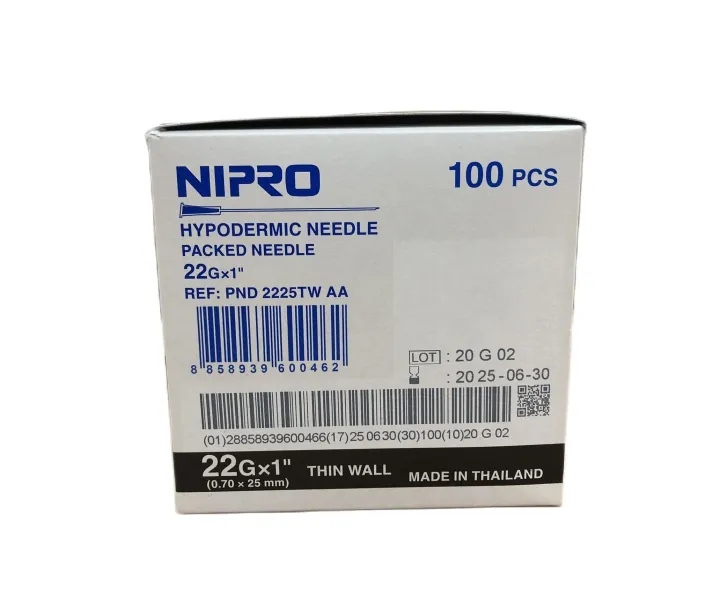 NIPRO
100 PCS
HYPODERMIC NEEDLE
PACKED NEEDLE
22G×1"
REF: PND 2225TW AA
8 858939 600462
LOT : 20 G 02
: 2025-06-30
(01)28858939600466(17)250630(30)100(10)20 G 02
22G×1" THIN WALL MADE IN THAILAND
(0.70 × 25 mm)